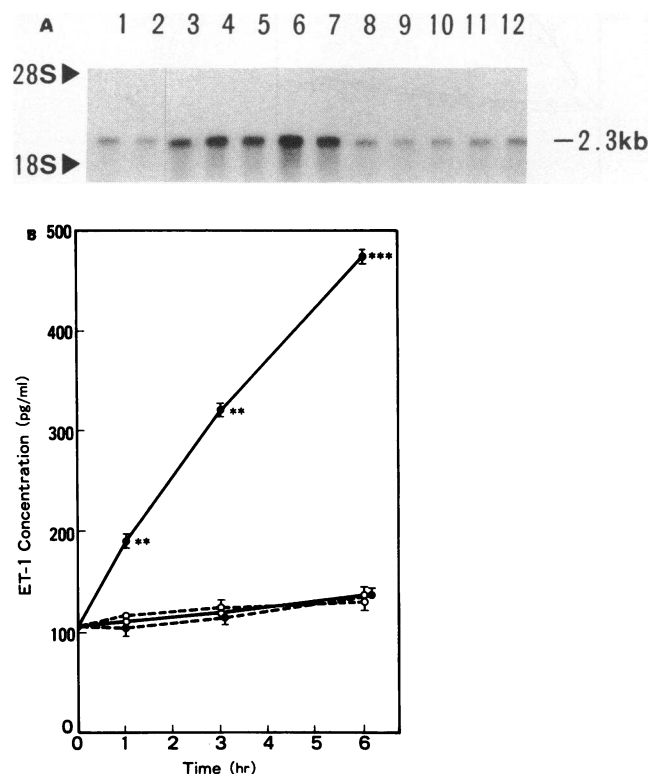 A 1 2 3 4 5 6 7 8 9 10 11 12
28S▶
—2.3kb
18S▶
B
500
400
300
200
100
0
ET-1 Concentration (pg/ml)
***
**
**
0 1 2 3 4 5 6
Time (hr)